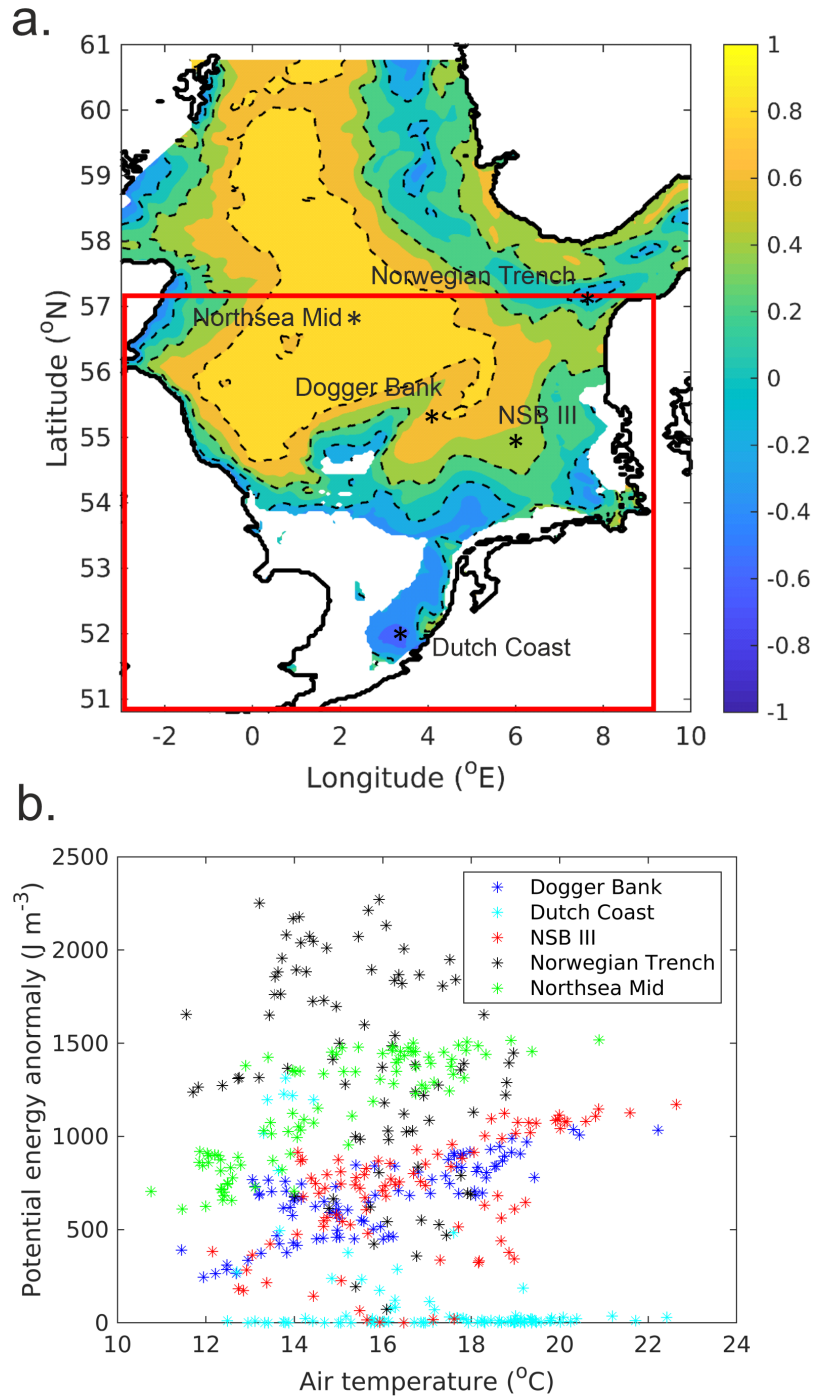 a.
61
60
59
58
57
56
55
54
53
52
51
Latitude (°N)
-2 0 2 4 6 8 10
Longitude (°E)
Norwegian Trench
Northsea Mid
Dogger Bank
NSB III
Dutch Coast
1
0.8
0.6
0.4
0.2
0
-0.2
-0.4
-0.6
-0.8
-1
b.
2500
2000
1500
1000
500
0
Potential energy anormaly (J m⁻³)
Dogger Bank
Dutch Coast
NSB III
Norwegian Trench
Northsea Mid
10 12 14 16 18 20 22 24
Air temperature (°C)